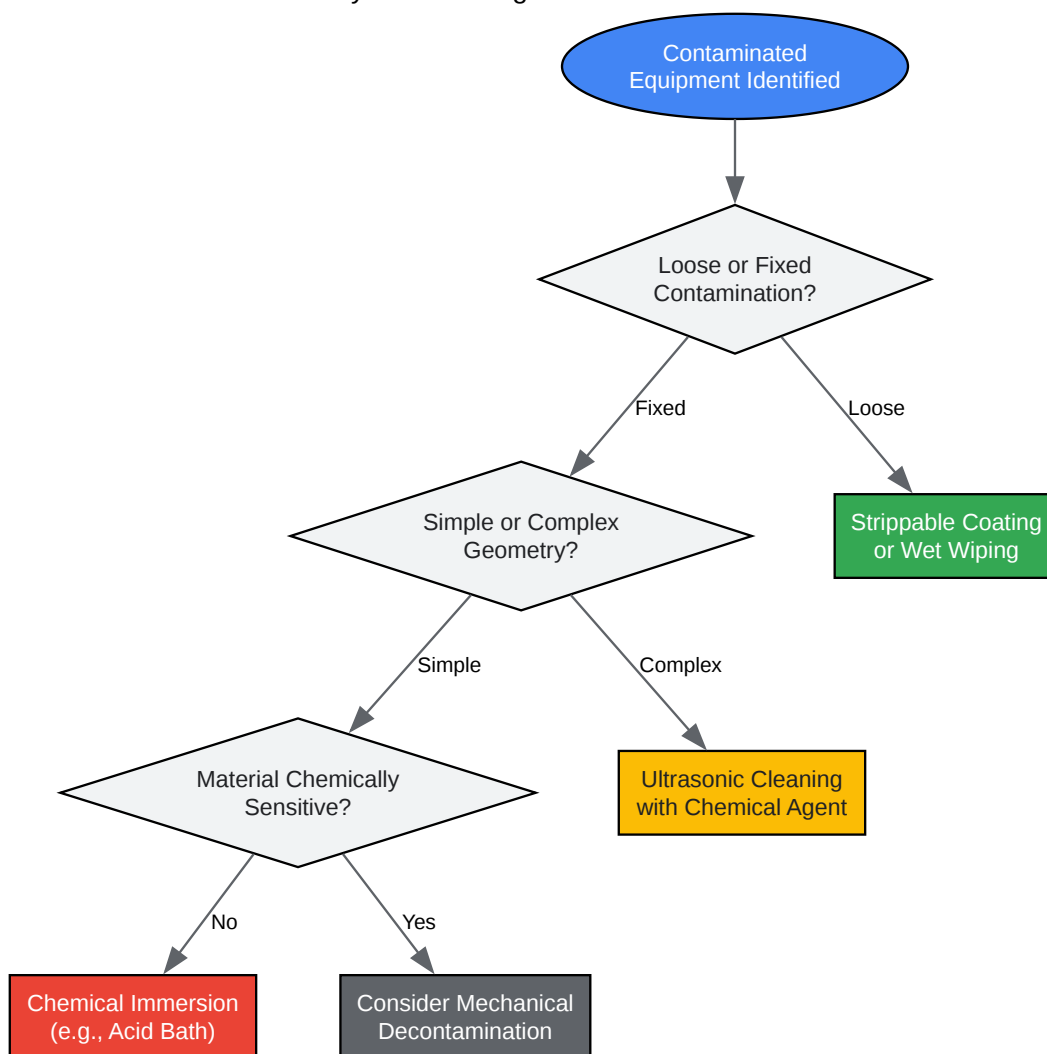 Contaminated
Equipment Identified
Loose or Fixed
Contamination?
Fixed
Loose
Simple or Complex
Geometry?
Strippable Coating
or Wet Wiping
Simple
Complex
Material Chemically
Sensitive?
Ultrasonic Cleaning
with Chemical Agent
No
Yes
Chemical Immersion
(e.g., Acid Bath)
Consider Mechanical
Decontamination